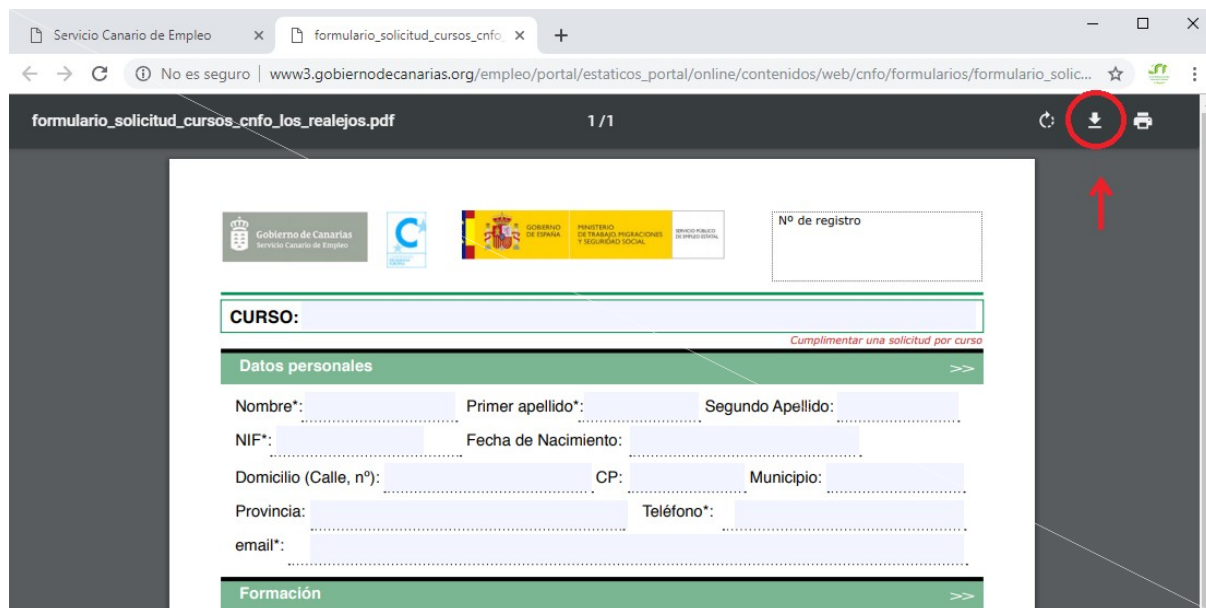 Servicio Canario de Empleo
formulario_solicitud_cursos_cnfo_
No es seguro | www3.gobiernodecanarias.org/empleo/portal/estaticos_portal/online/contenidos/web/cnfo/formularios/formulario_solic...
formulario_solicitud_cursos_cnfo_los_realejos.pdf 1 / 1
Gobierno de Canarias
Servicio Canario de Empleo
GOBIERNO DE ESPAÑA
MINISTERIO DE TRABAJO, MIGRACIONES Y SEGURIDAD SOCIAL
SERVICIO PÚBLICO DE EMPLEO ESTATAL
Nº de registro
CURSO:
Cumplimentar una solicitud por curso
Datos personales >>
Nombre*: Primer apellido*: Segundo Apellido:
NIF*: Fecha de Nacimiento:
Domicilio (Calle, nº): CP: Municipio:
Provincia: Teléfono*:
email*:
Formación >>